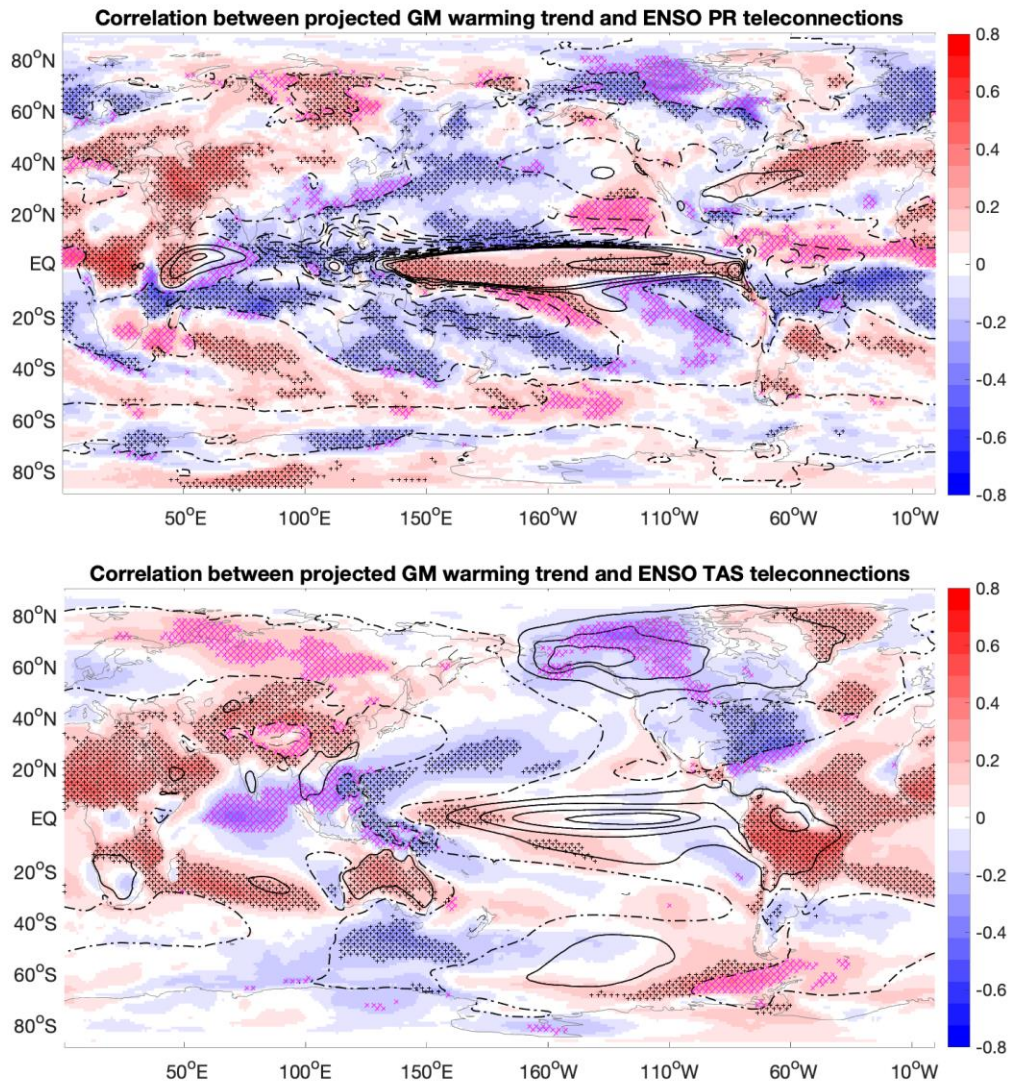 Correlation between projected GM warming trend and ENSO PR teleconnections
80°N
60°N
40°N
20°N
EQ
20°S
40°S
60°S
80°S
50°E 100°E 150°E 160°W 110°W 60°W 10°W
0.8
0.6
0.4
0.2
0
-0.2
-0.4
-0.6
-0.8
Correlation between projected GM warming trend and ENSO TAS teleconnections
80°N
60°N
40°N
20°N
EQ
20°S
40°S
60°S
80°S
50°E 100°E 150°E 160°W 110°W 60°W 10°W
0.8
0.6
0.4
0.2
0
-0.2
-0.4
-0.6
-0.8